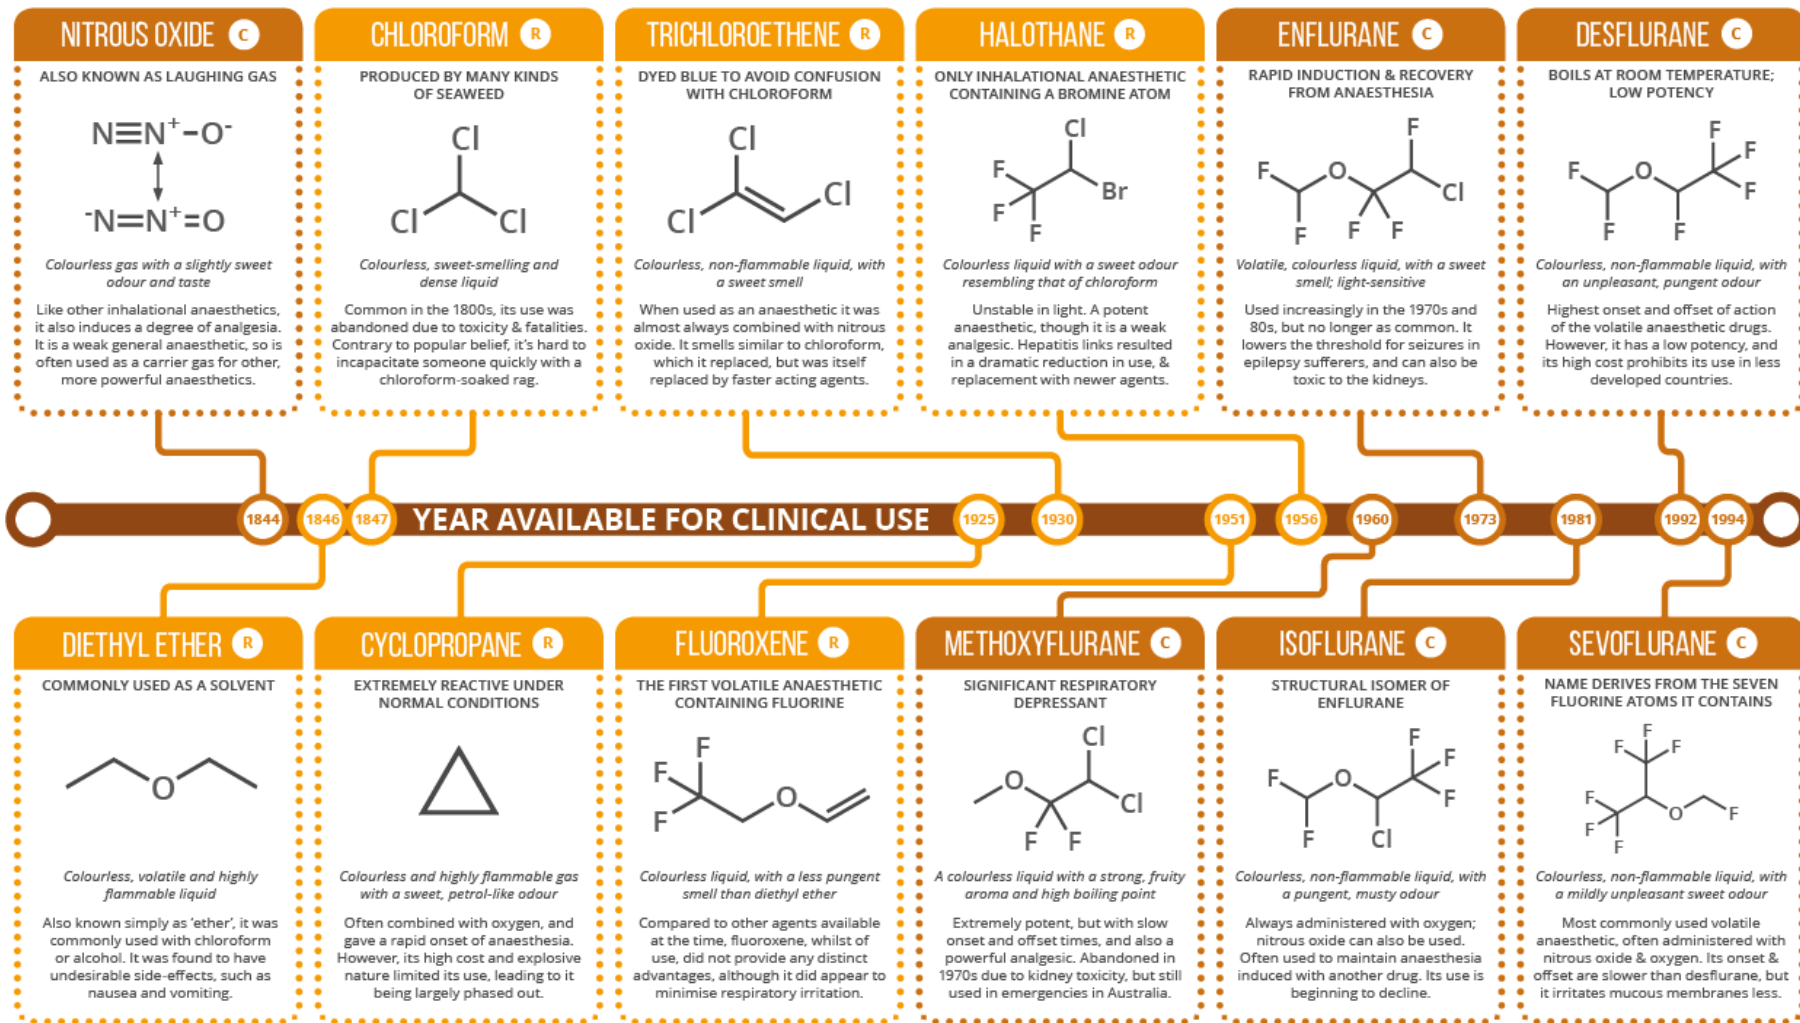 NITROUS OXIDE C
ALSO KNOWN AS LAUGHING GAS
N≡N⁺−O⁻
⁻N=N⁺=O
Colourless gas with a slightly sweet
odour and taste
Like other inhalational anaesthetics,
it also induces a degree of analgesia.
It is a weak general anaesthetic, so is
often used as a carrier gas for other,
more powerful anaesthetics.
CHLOROFORM R
PRODUCED BY MANY KINDS
OF SEAWEED
Cl
Cl Cl
Colourless, sweet-smelling and
dense liquid
Common in the 1800s, its use was
abandoned due to toxicity & fatalities.
Contrary to popular belief, it's hard to
incapacitate someone quickly with a
chloroform-soaked rag.
TRICHLOROETHENE R
DYED BLUE TO AVOID CONFUSION
WITH CHLOROFORM
Cl
Cl
Cl
Colourless, non-flammable liquid, with
a sweet smell
When used as an anaesthetic it was
almost always combined with nitrous
oxide. It smells similar to chloroform,
which it replaced, but was itself
replaced by faster acting agents.
HALOTHANE R
ONLY INHALATIONAL ANAESTHETIC
CONTAINING A BROMINE ATOM
Cl
F
Br
F
F
Colourless liquid with a sweet odour
resembling that of chloroform
Unstable in light. A potent
anaesthetic, though it is a weak
analgesic. Hepatitis links resulted
in a dramatic reduction in use, &
replacement with newer agents.
ENFLURANE C
RAPID INDUCTION & RECOVERY
FROM ANAESTHESIA
F
F O
Cl
F F F
Volatile, colourless liquid, with a sweet
smell; light-sensitive
Used increasingly in the 1970s and
80s, but no longer as common. It
lowers the threshold for seizures in
epilepsy sufferers, and can also be
toxic to the kidneys.
DESFLURANE C
BOILS AT ROOM TEMPERATURE;
LOW POTENCY
F
F
F O
F
F F
Colourless, non-flammable liquid, with
an unpleasant, pungent odour
Highest onset and offset of action
of the volatile anaesthetic drugs.
However, it has a low potency, and
its high cost prohibits its use in less
developed countries.
1844 1846 1847 YEAR AVAILABLE FOR CLINICAL USE 1925 1930 1951 1956 1960 1973 1981 1992 1994
DIETHYL ETHER R
COMMONLY USED AS A SOLVENT
O
Colourless, volatile and highly
flammable liquid
Also known simply as 'ether', it was
commonly used with chloroform
or alcohol. It was found to have
undesirable side-effects, such as
nausea and vomiting.
CYCLOPROPANE R
EXTREMELY REACTIVE UNDER
NORMAL CONDITIONS
Colourless and highly flammable gas
with a sweet, petrol-like odour
Often combined with oxygen, and
gave a rapid onset of anaesthesia.
However, its high cost and explosive
nature limited its use, leading to it
being largely phased out.
FLUOROXENE R
THE FIRST VOLATILE ANAESTHETIC
CONTAINING FLUORINE
F
F
O
F
Colourless liquid, with a less pungent
smell than diethyl ether
Compared to other agents available
at the time, fluoroxene, whilst of
use, did not provide any distinct
advantages, although it did appear to
minimise respiratory irritation.
METHOXYFLURANE C
SIGNIFICANT RESPIRATORY
DEPRESSANT
Cl
O
Cl
F F
A colourless liquid with a strong, fruity
aroma and high boiling point
Extremely potent, but with slow
onset and offset times, and also a
powerful analgesic. Abandoned in
1970s due to kidney toxicity, but still
used in emergencies in Australia.
ISOFLURANE C
STRUCTURAL ISOMER OF
ENFLURANE
F
F
F O
F
F Cl
Colourless, non-flammable liquid, with
a pungent, musty odour
Always administered with oxygen;
nitrous oxide can also be used.
Often used to maintain anaesthesia
induced with another drug. Its use is
beginning to decline.
SEVOFLURANE C
NAME DERIVES FROM THE SEVEN
FLUORINE ATOMS IT CONTAINS
F
F F
F
O F
F
F
Colourless, non-flammable liquid, with
a mildly unpleasant sweet odour
Most commonly used volatile
anaesthetic, often administered with
nitrous oxide & oxygen. Its onset &
offset are slower than desflurane, but
it irritates mucous membranes less.